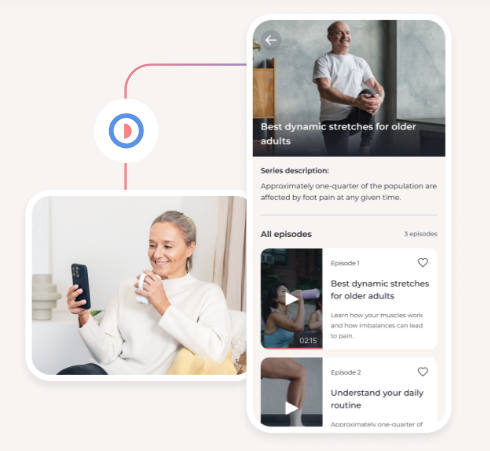 Best dynamic stretches for older
adults
Series description:
Approximately one-quarter of the population are
affected by foot pain at any given time.
All episodes
3 episodes
Episode 1
Best dynamic stretches
for older adults
Learn how your muscles work
and how imbalances can lead
to pain.
02:15
Episode 2
Understand your daily
routine
Approximately one-quarter of